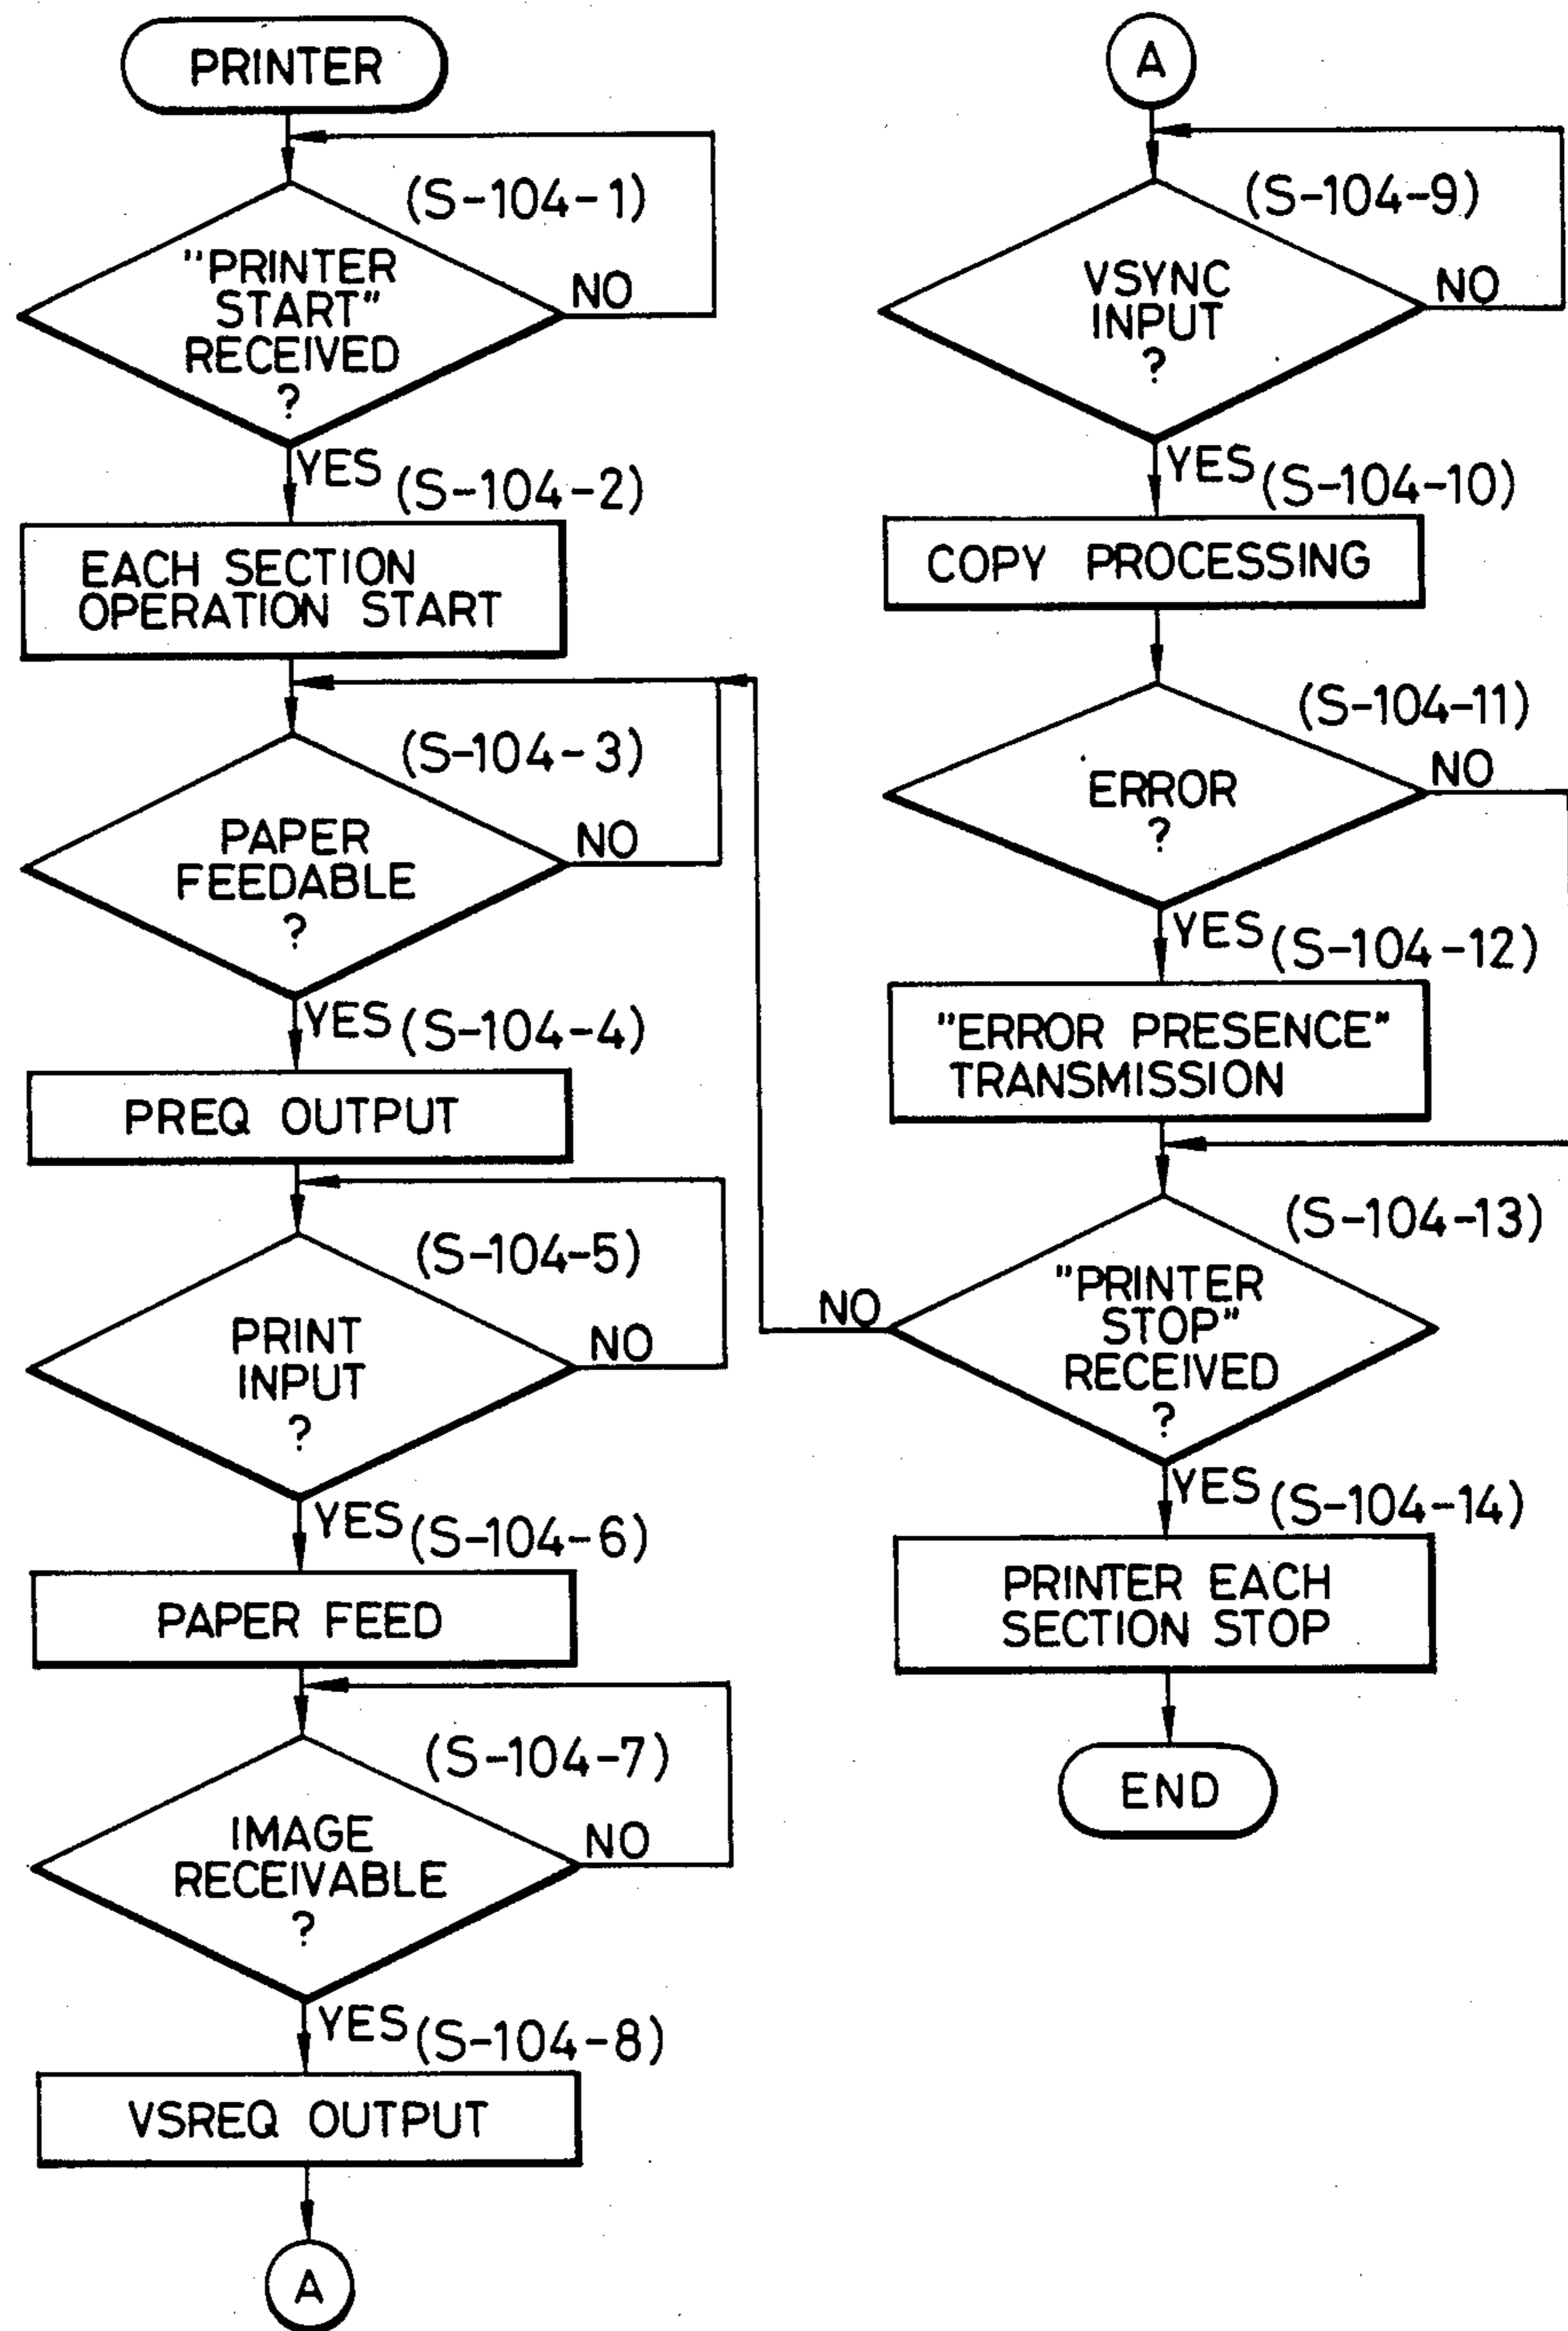 PRINTER
(S-104-1)
"PRINTER
START"
RECEIVED
?
NO
YES
(S-104-2)
EACH SECTION
OPERATION START
(S-104-3)
PAPER
FEEDABLE
?
NO
YES
(S-104-4)
PREQ OUTPUT
(S-104-5)
PRINT
INPUT
?
NO
YES
(S-104-6)
PAPER FEED
(S-104-7)
IMAGE
RECEIVABLE
?
NO
YES
(S-104-8)
VSREQ OUTPUT
A
A
(S-104-9)
VSYNC
INPUT
?
NO
YES
(S-104-10)
COPY PROCESSING
(S-104-11)
ERROR
?
NO
YES
(S-104-12)
"ERROR PRESENCE"
TRANSMISSION
(S-104-13)
"PRINTER
STOP"
RECEIVED
?
NO
YES
(S-104-14)
PRINTER EACH
SECTION STOP
END